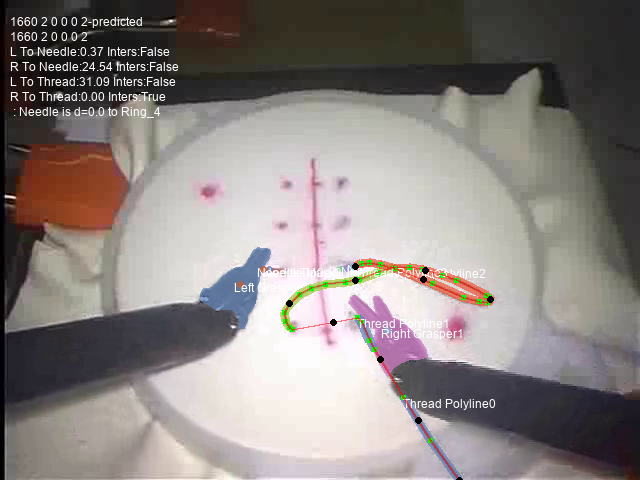 1660 2 0 0 0 2-predicted
1660 2 0 0 0 2
L To Needle:0.37 Inters:False
R To Needle:24.54 Inters:False
L To Thread:31.09 Inters:False
R To Thread:0.00 Inters:True
: Needle is d=0.0 to Ring_4
Thread Polyline1
Right Grasper1
Thread Polyline0